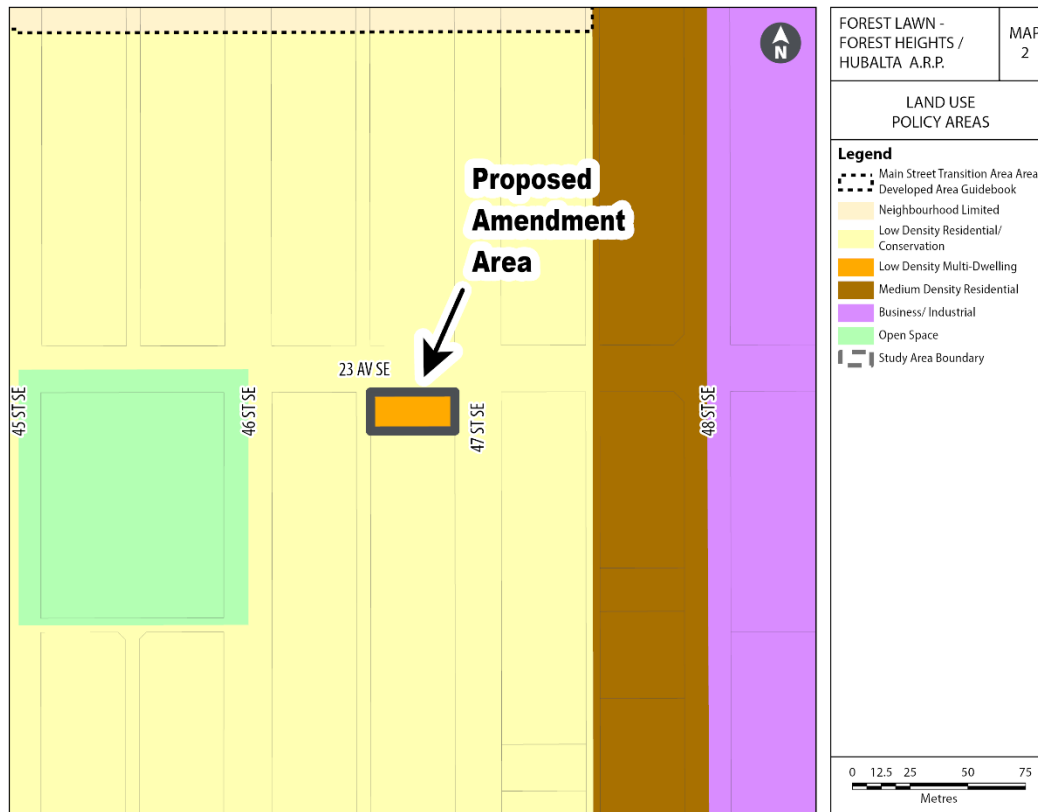 N
Proposed
Amendment
Area
23 AV SE
45 ST SE
46 ST SE
47 ST SE
48 ST SE
FOREST LAWN -
FOREST HEIGHTS /
HUBALTA A.R.P.
MAP
2
LAND USE
POLICY AREAS
Legend
Main Street Transition Area Area
Developed Area Guidebook
Neighbourhood Limited
Low Density Residential/
Conservation
Low Density Multi-Dwelling
Medium Density Residential
Business/ Industrial
Open Space
Study Area Boundary
0 12.5 25 50 75
Metres